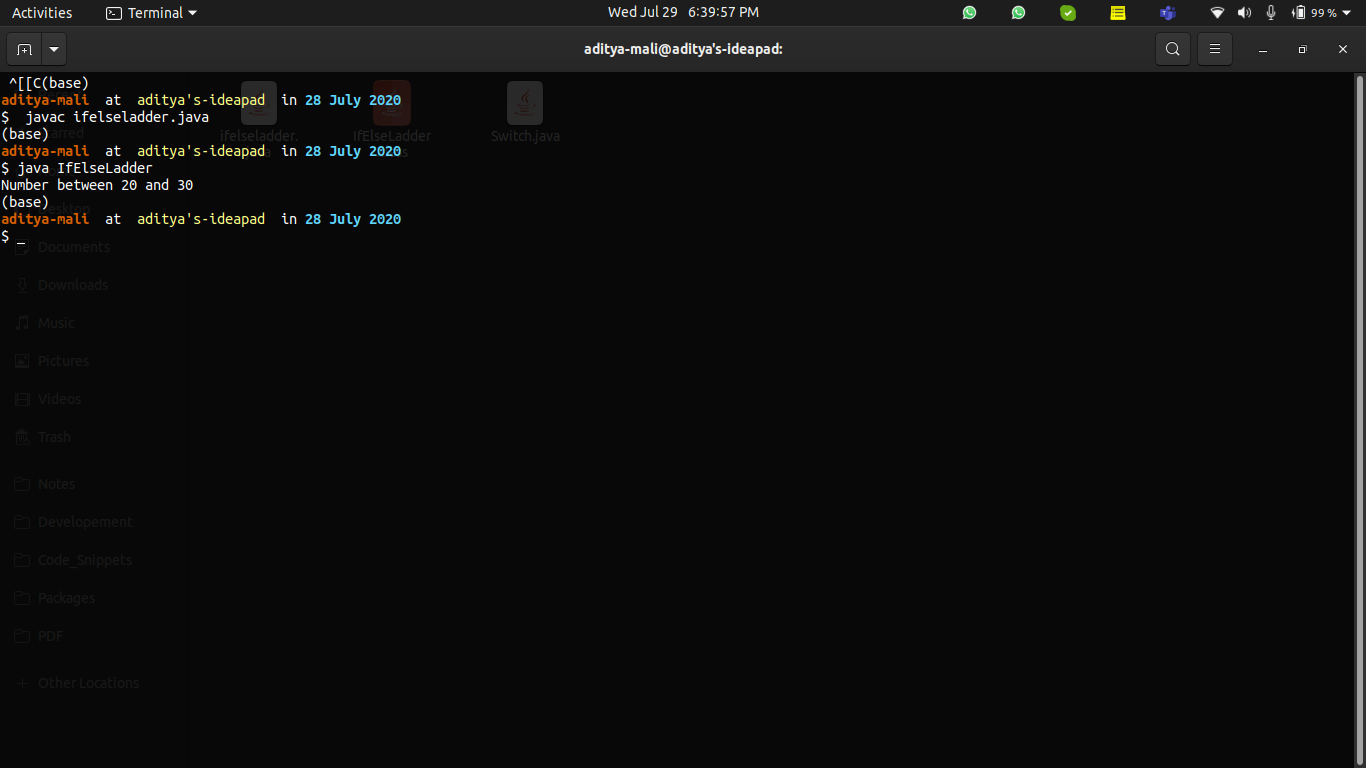 Activities Terminal Wed Jul 29 6:39:57 PM 99 %
aditya-mali@aditya's-ideapad:
^[[C(base)
aditya-mali at aditya's-ideapad in 28 July 2020
$ javac ifelseladder.java
(base)
aditya-mali at aditya's-ideapad in 28 July 2020
$ java IfElseLadder
Number between 20 and 30
(base)
aditya-mali at aditya's-ideapad in 28 July 2020
$ _
ifelseladder.
IfElseLadder
Switch.java
Desktop
Documents
Downloads
Music
Pictures
Videos
Trash
Notes
Developement
Code_Snippets
Packages
PDF
Other Locations